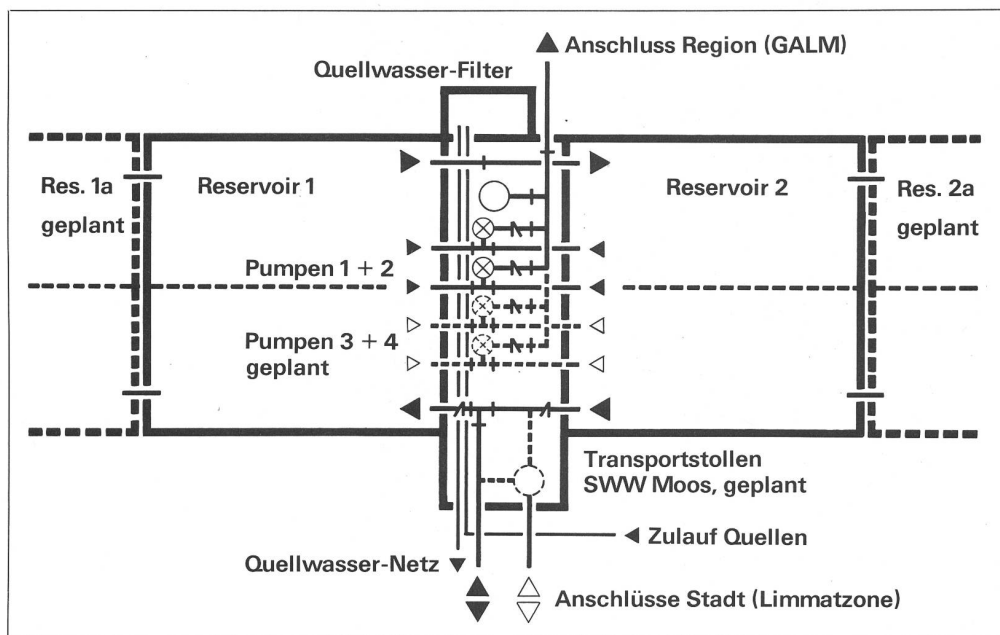 Anschluss Region (GALM)
Quellwasser-Filter
Res. 1a
geplant
Reservoir 1
Reservoir 2
Res. 2a
geplant
Pumpen 1 + 2
Pumpen 3 + 4
geplant
Transportstollen
SWW Moos, geplant
Zulauf Quellen
Quellwasser-Netz
Anschlüsse Stadt (Limmatzone)